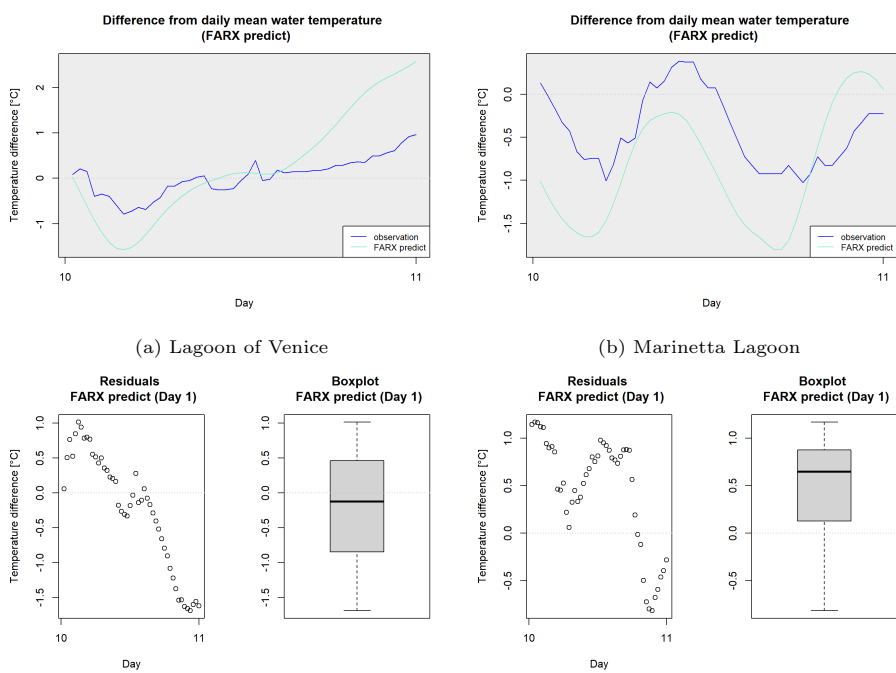 Difference from daily mean water temperature
(FARX predict)
Temperature difference [°C]
2
1
0
-1
observation
FARX predict
10
11
Day
(a) Lagoon of Venice
Difference from daily mean water temperature
(FARX predict)
Temperature difference [°C]
0.0
-0.5
-1.0
-1.5
observation
FARX predict
10
11
Day
(b) Marinetta Lagoon
Residuals
FARX predict (Day 1)
Temperature difference [°C]
1.0
0.5
0.0
-0.5
-1.0
-1.5
10
11
Day
Boxplot
FARX predict (Day 1)
1.0
0.5
0.0
-0.5
-1.0
-1.5
Residuals
FARX predict (Day 1)
Temperature difference [°C]
1.0
0.5
0.0
-0.5
10
11
Day
Boxplot
FARX predict (Day 1)
1.0
0.5
0.0
-0.5